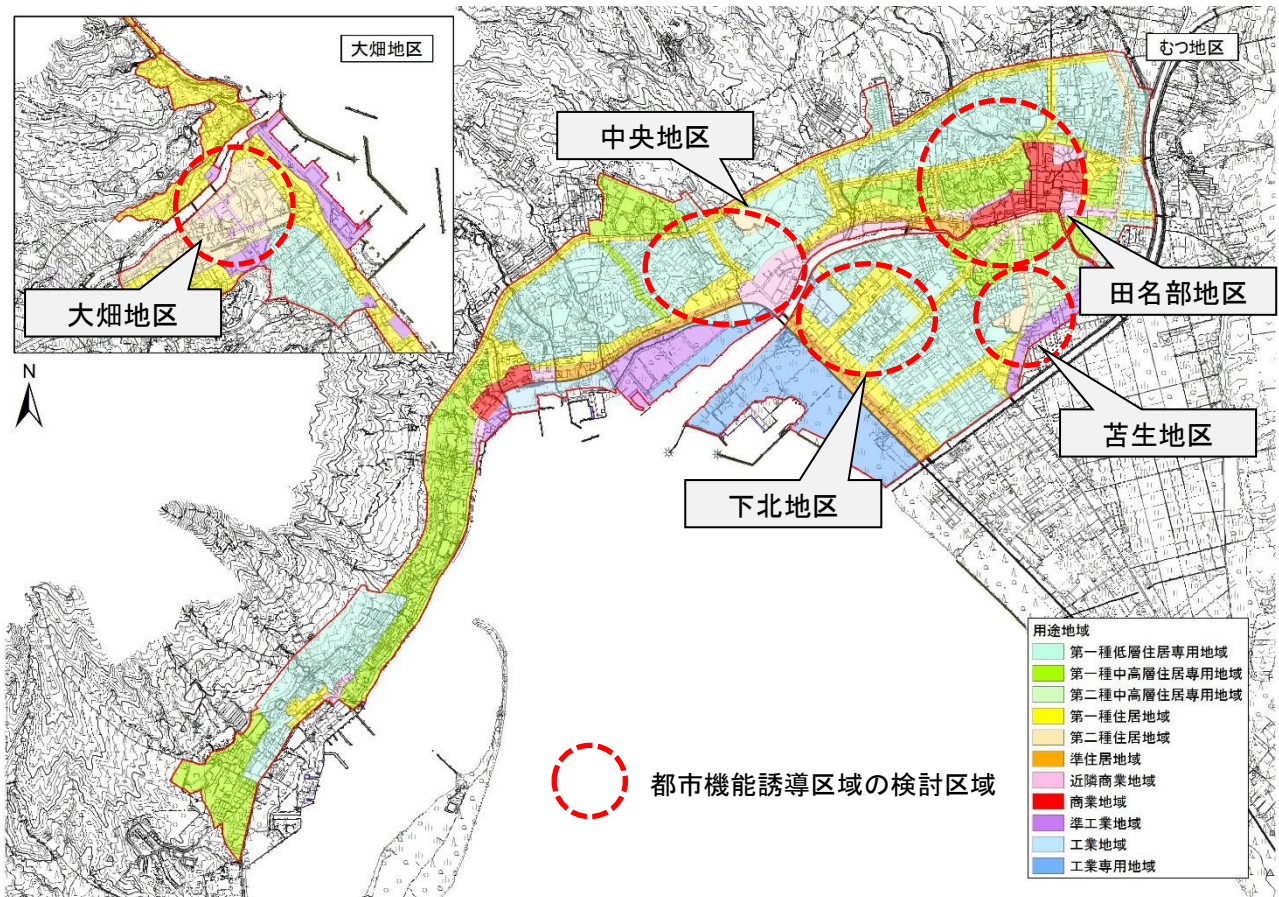 大畑地区
むつ地区
中央地区
田名部地区
大畑地区
N
苫生地区
下北地区
用途地域
第一種低層住居専用地域
第一種中高層住居専用地域
第二種中高層住居専用地域
第一種住居地域
第二種住居地域
準住居地域
近隣商業地域
商業地域
準工業地域
工業地域
工業専用地域
都市機能誘導区域の検討区域